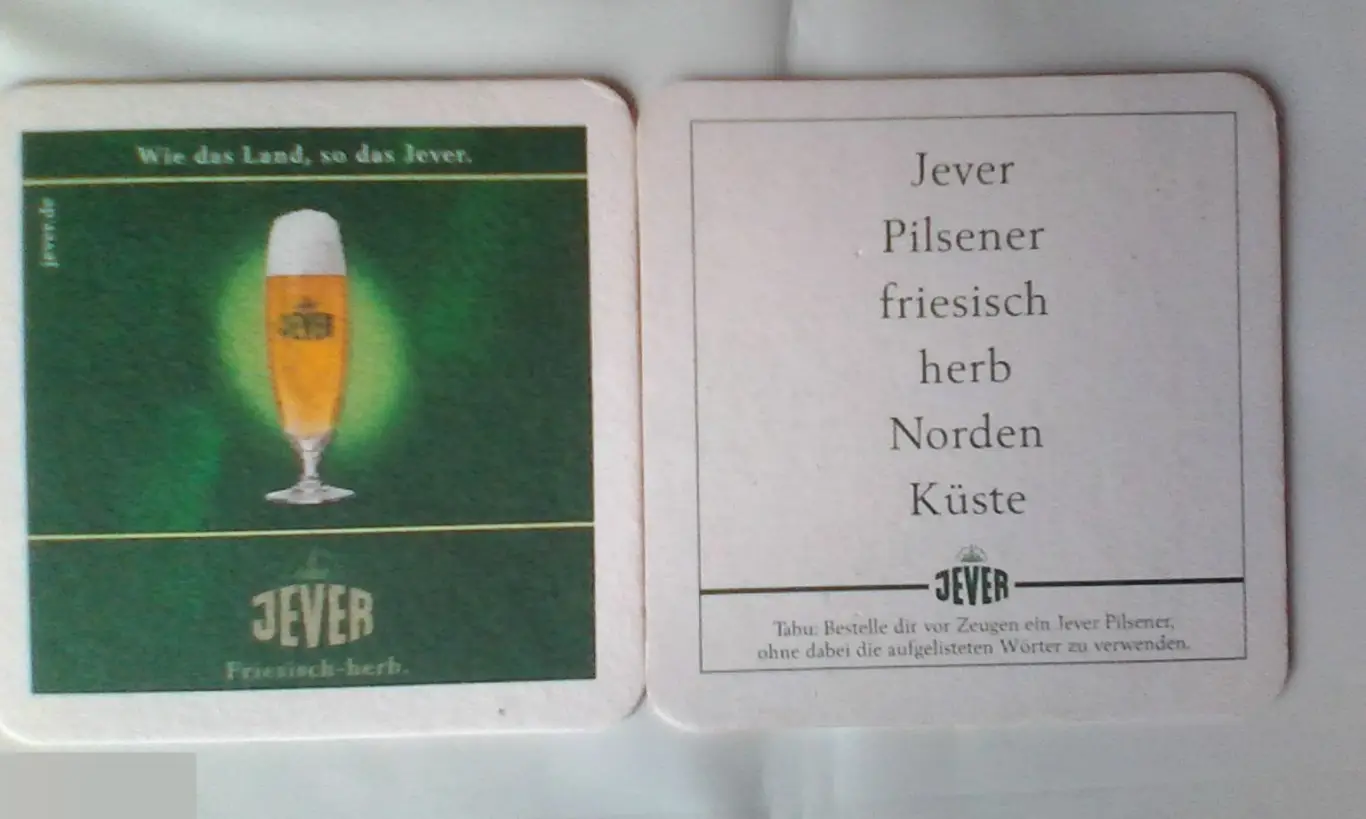 Wie das Land, so das Jever.
jever.de
JEVER
JEVER
Friesisch-herb.
Jever
Pilsener
friesisch
herb
Norden
Küste
JEVER
Tabu: Bestelle dir vor Zeugen ein Jever Pilsener,
ohne dabei die aufgelisteten Wörter zu verwenden.